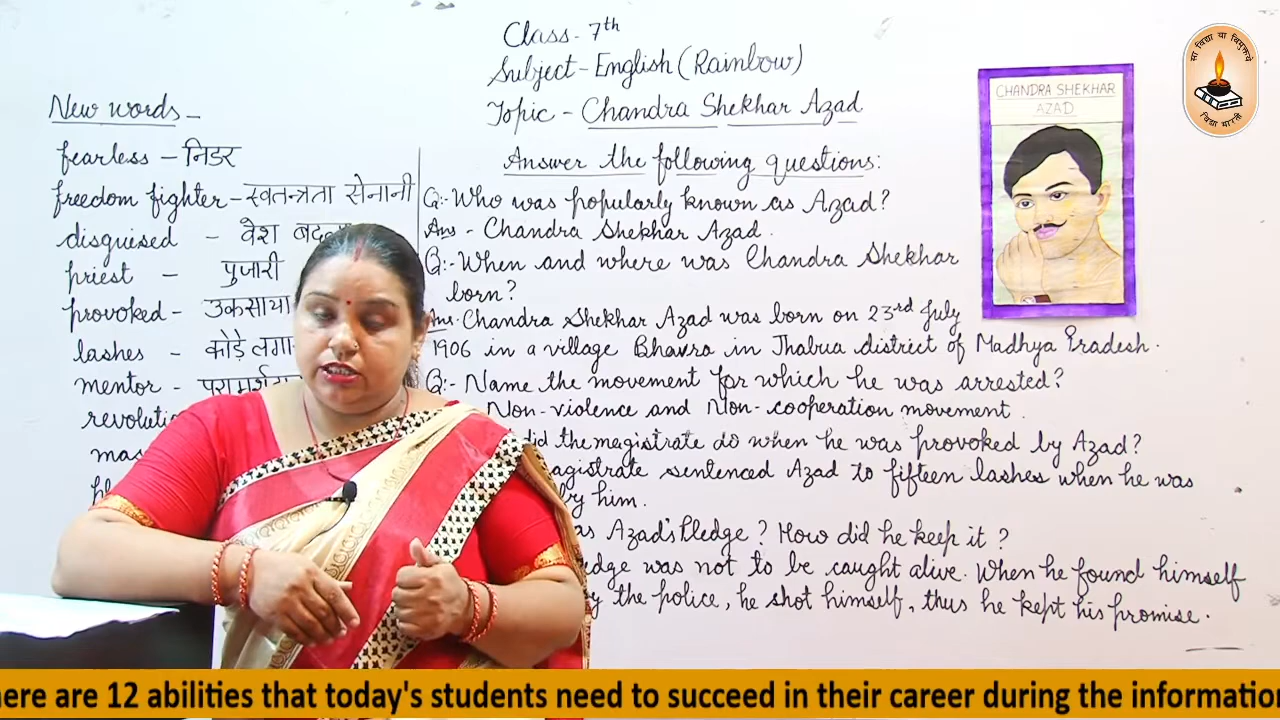 Class - 7th
Subject - English (Rainbow)
Topic - Chandra Shekhar Azad
New words -
fearless - निडर
freedom fighter - स्वतन्त्रता सेनानी
disguised - वेश
priest - पुजारी
provoked - उकसाया
lashes - कोड़े
mentor -
Answer the following questions:
Q:- Who was popularly known as Azad?
Ans - Chandra Shekhar Azad.
Q:- When and where was Chandra Shekhar
born?
Ans. Chandra Shekhar Azad was born on 23rd July
1906 in a village Bhavra in Jhabua district of Madhya Pradesh.
Q:- Name the movement for which he was arrested?
Non-violence and Non-cooperation movement.
did the magistrate do when he was provoked by Azad?
sentenced Azad to fifteen lashes when he was
by him.
Azad's Pledge? How did he keep it?
was not to be caught alive. When he found himself
the police, he shot himself, thus he kept his promise.
CHANDRA SHEKHAR
AZAD
सा विद्या या विमुक्तये
विद्या भारती
are 12 abilities that today's students need to succeed in their career during the